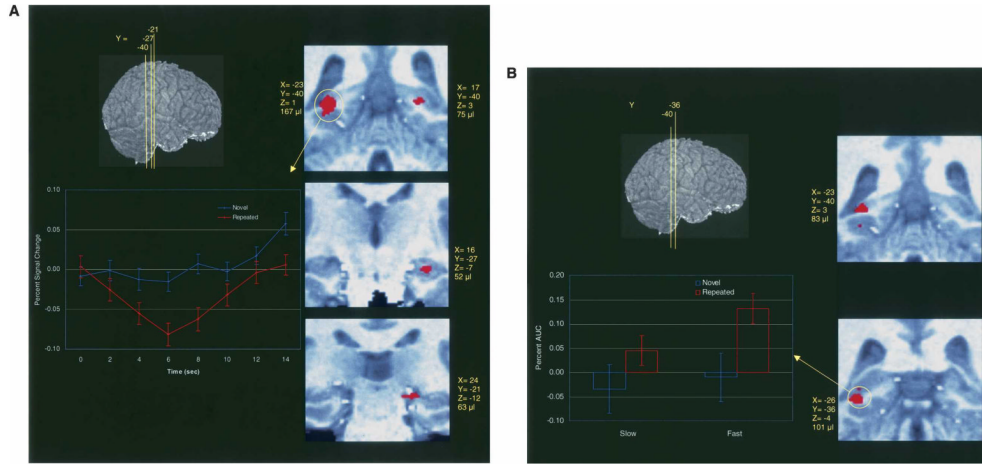 A
-21
Y = -27
-40
X= -23
Y= -40
Z= 1
167 µl
X= 17
Y= -40
Z= 3
75 µl
0.10
0.05
0.00
-0.05
-0.10
Percent Signal Change
Novel
Repeated
0 2 4 6 8 10 12 14
Time (sec)
X= 16
Y= -27
Z= -7
52 µl
X= 24
Y= -21
Z= -12
63 µl
B
Y -36
-40
X= -23
Y= -40
Z= 3
83 µl
0.20
0.15
0.10
0.05
0.00
-0.05
-0.10
Percent AUC
Novel
Repeated
Slow Fast
X= -26
Y= -36
Z= -4
101 µl